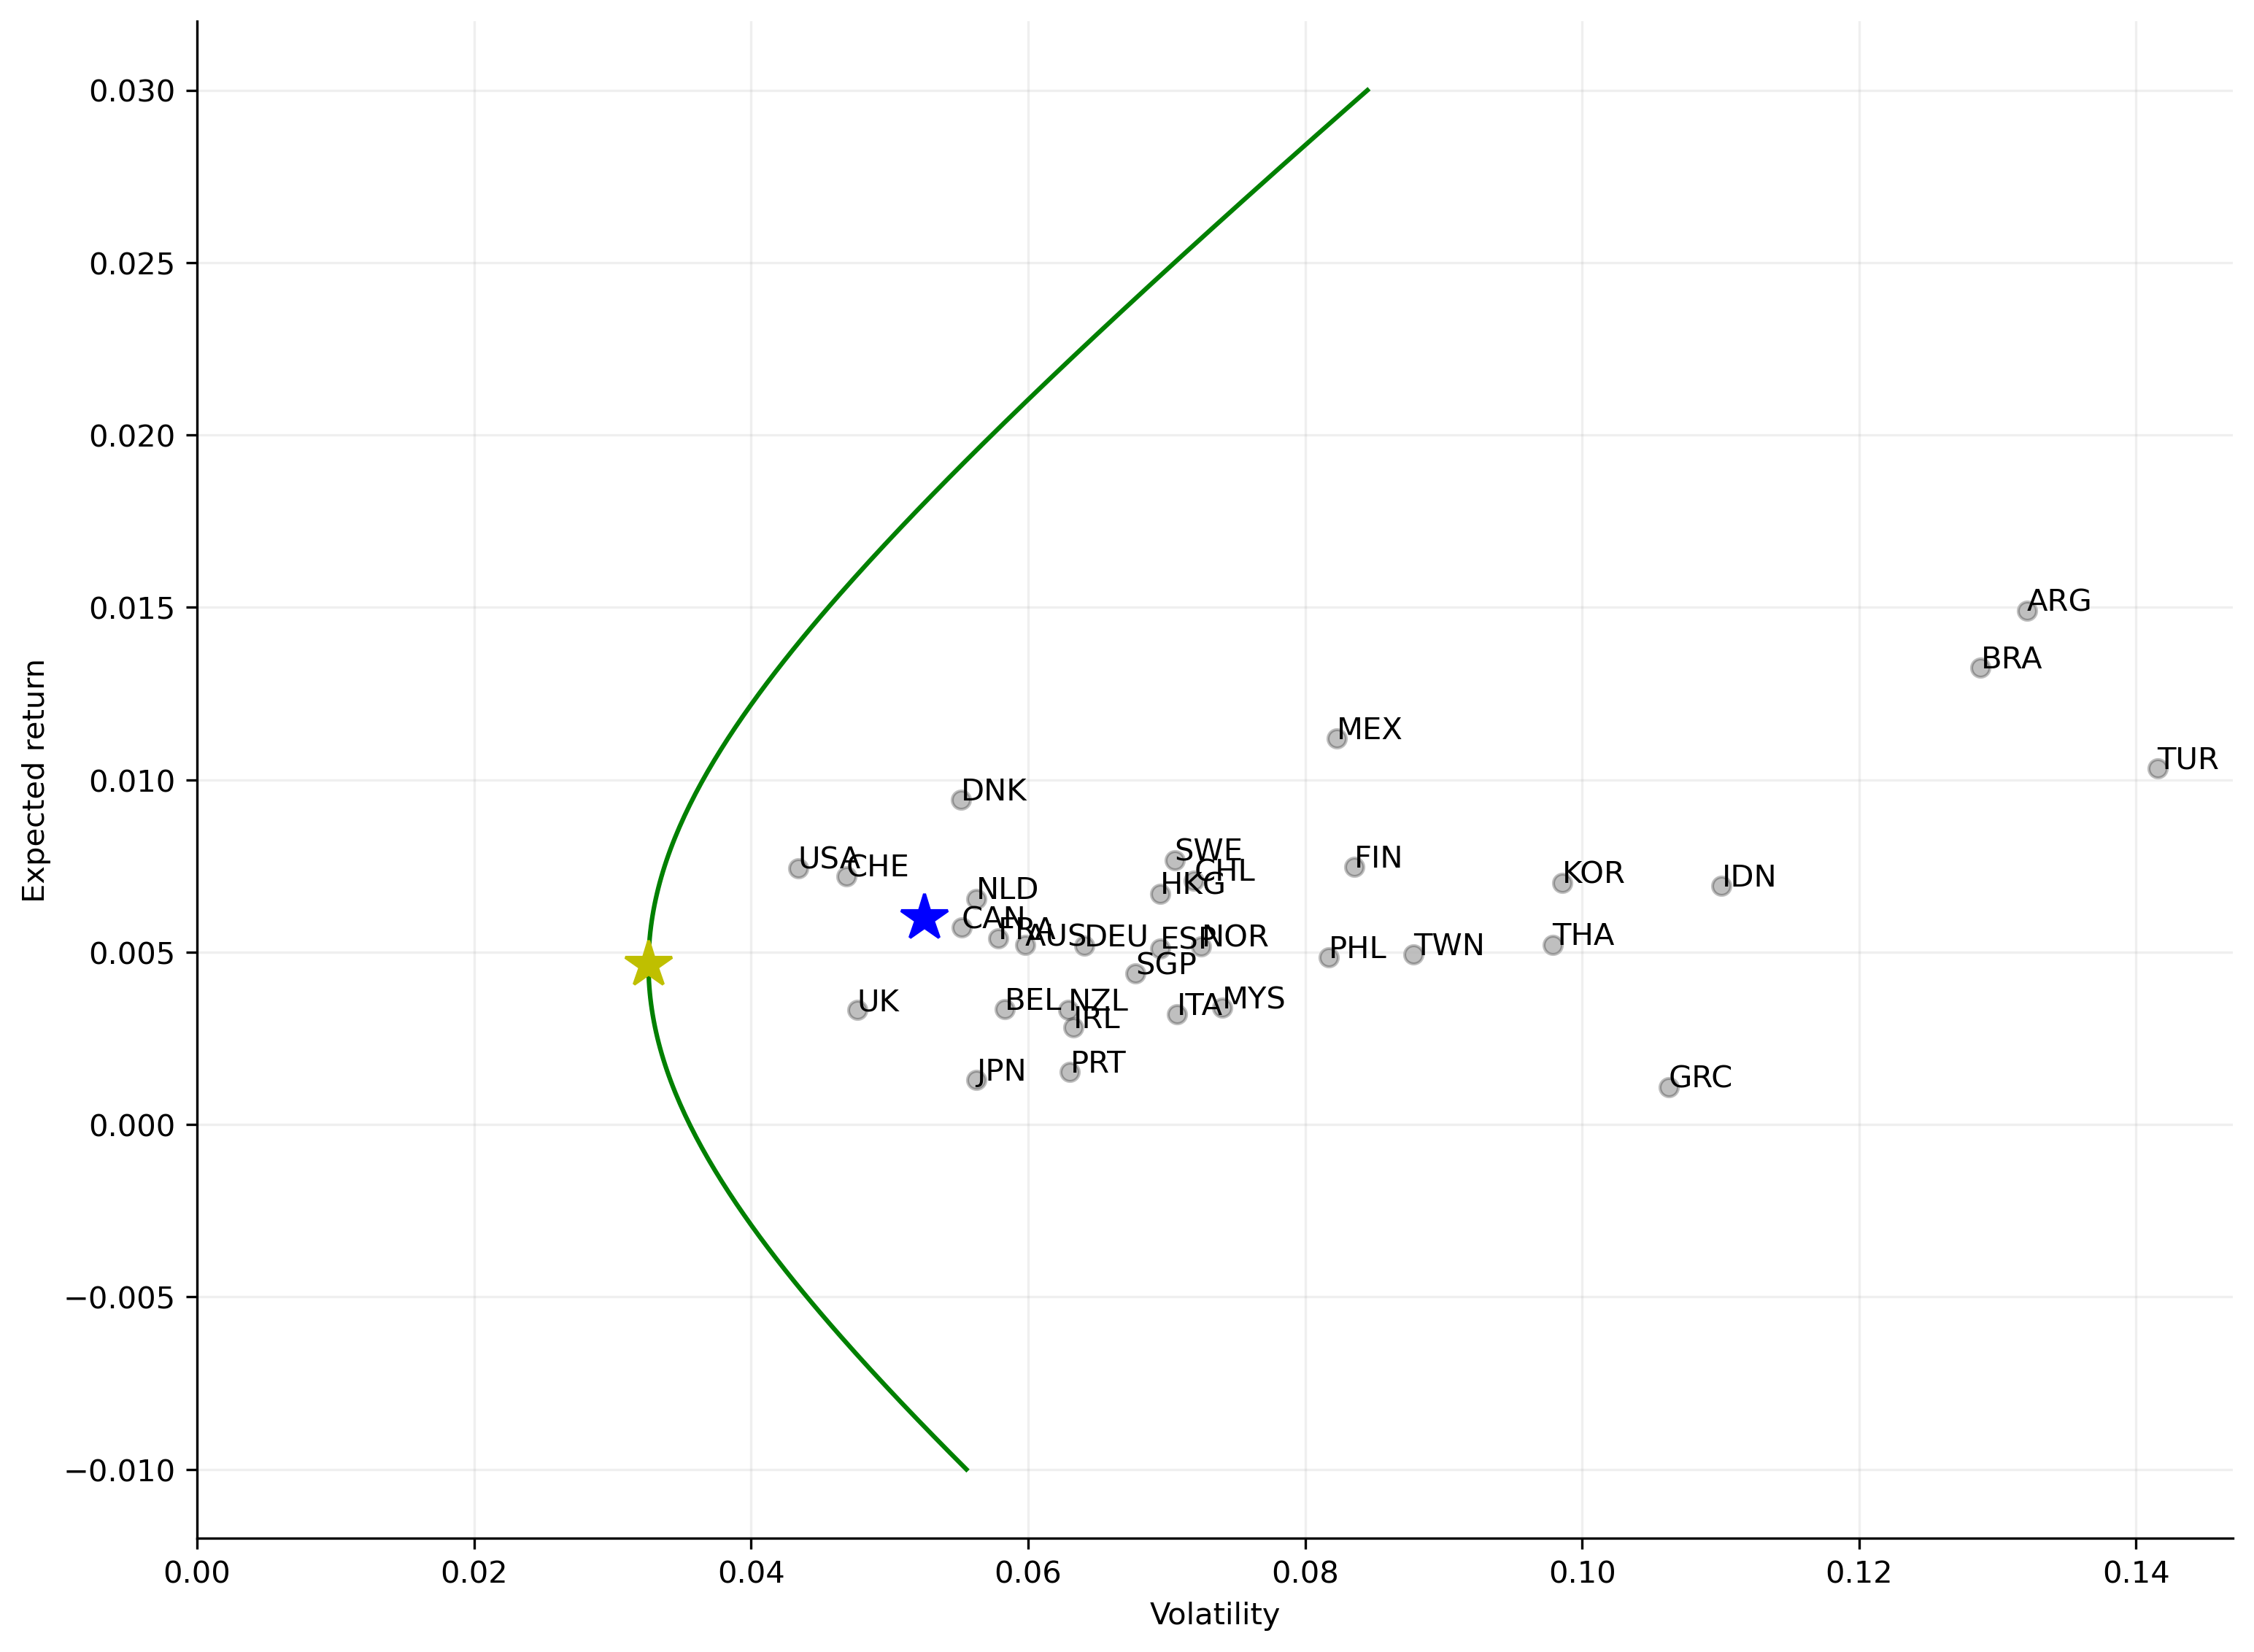 0.030
0.025
0.020
0.015
0.010
0.005
0.000
−0.005
−0.010
Expected return
ARG
BRA
MEX
TUR
DNK
USA
CHE
SWE
CHL
FIN
HKG
KOR
IDN
NLD
CAN
FRA
AUS
DEU
ESP
NOR
THA
PHL
TWN
SGP
UK
BEL
NZL
IRL
ITA
MYS
JPN
PRT
GRC
0.00 0.02 0.04 0.06 0.08 0.10 0.12 0.14
Volatility